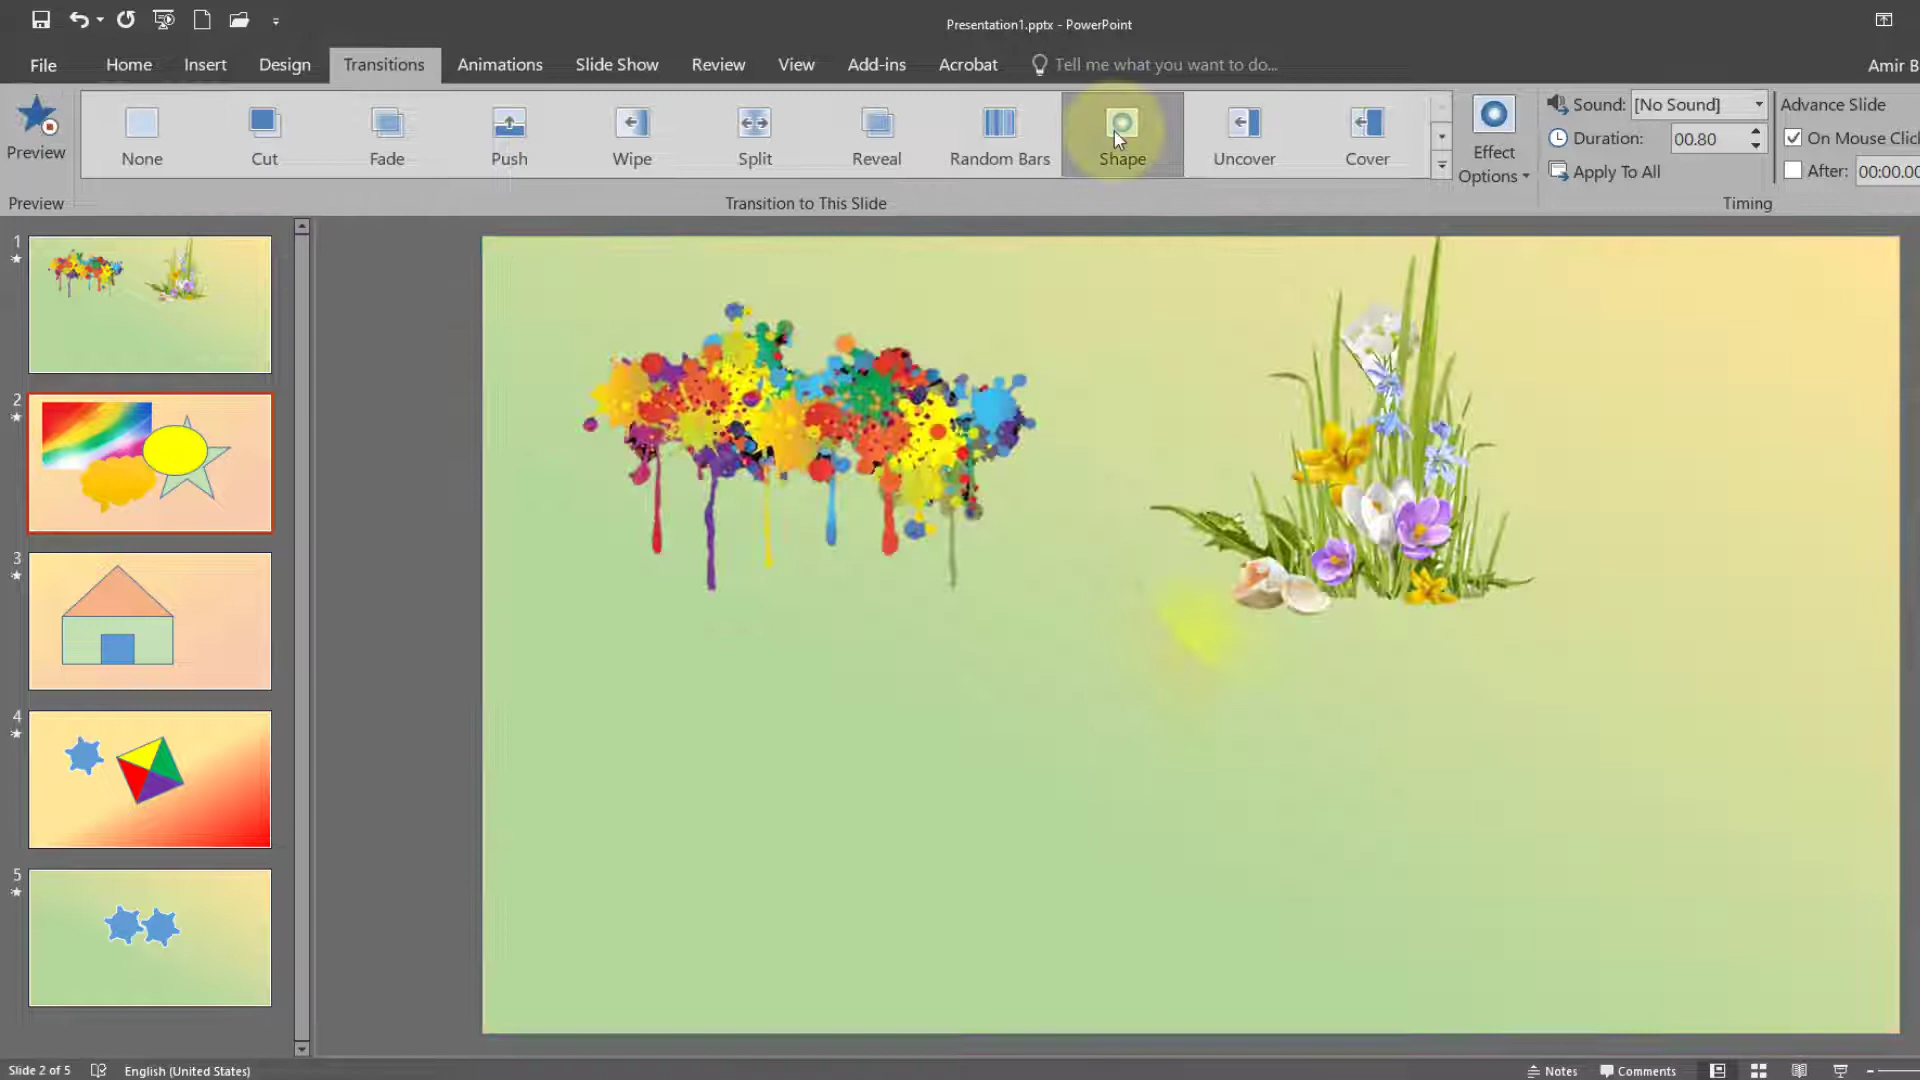 Presentation1.pptx - PowerPoint
File Home Insert Design Transitions Animations Slide Show Review View Add-ins Acrobat Tell me what you want to do... Amir B
Preview None Cut Fade Push Wipe Split Reveal Random Bars Shape Uncover Cover
Effect Options
Sound: [No Sound]
Duration: 00.80
Apply To All
Advance Slide
On Mouse Clic
After: 00:00.00
Preview Transition to This Slide Timing
1
2
3
4
5
Slide 2 of 5 English (United States) Notes Comments